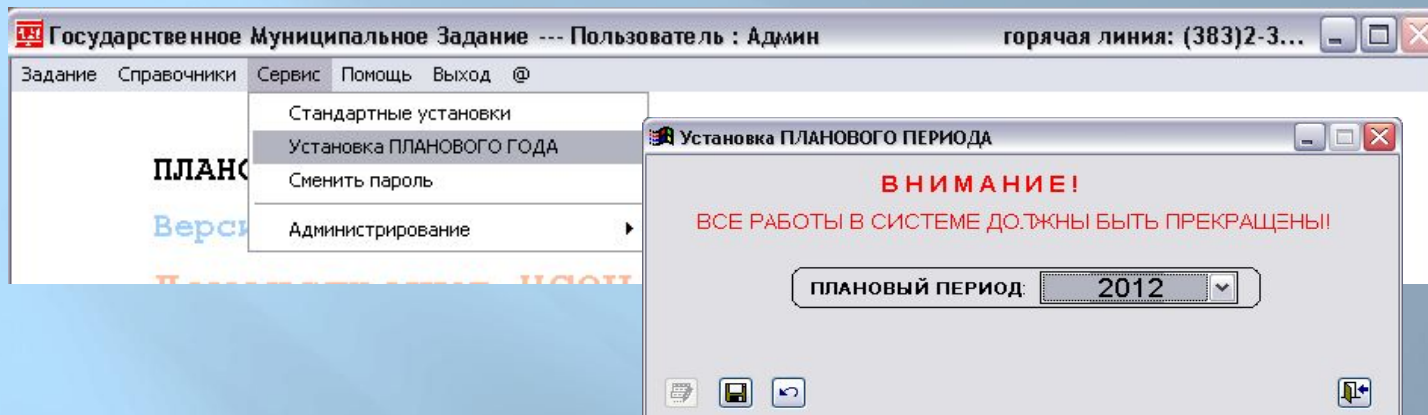 Государственное Муниципальное Задание --- Пользователь : Админ горячая линия: (383)2-3...
Задание Справочники Сервис Помощь Выход @
Стандартные установки
Установка ПЛАНОВОГО ГОДА
Сменить пароль
Администрирование
ПЛАНО
Верси
Установка ПЛАНОВОГО ПЕРИОДА
ВНИМАНИЕ!
ВСЕ РАБОТЫ В СИСТЕМЕ ДОЛЖНЫ БЫТЬ ПРЕКРАЩЕНЫ!
ПЛАНОВЫЙ ПЕРИОД: 2012